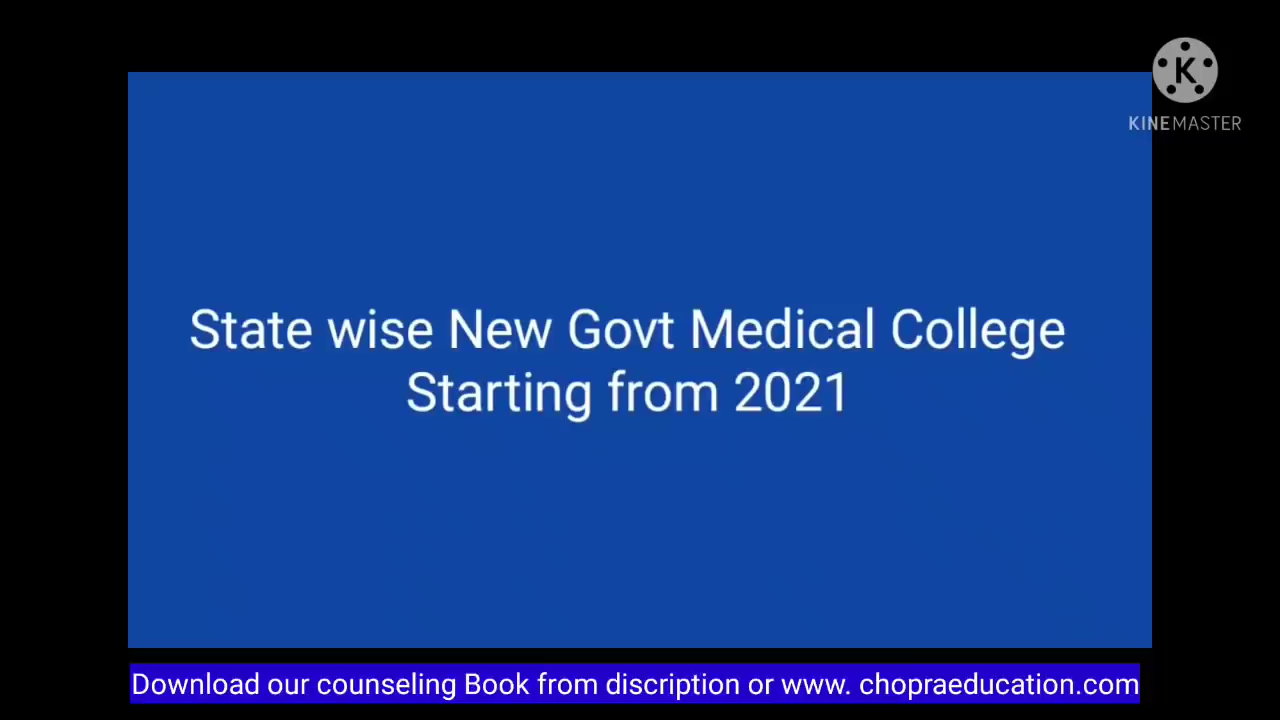 K
KINEMASTER
State wise New Govt Medical College
Starting from 2021
Download our counseling Book from discription or www. chopraeducation.com